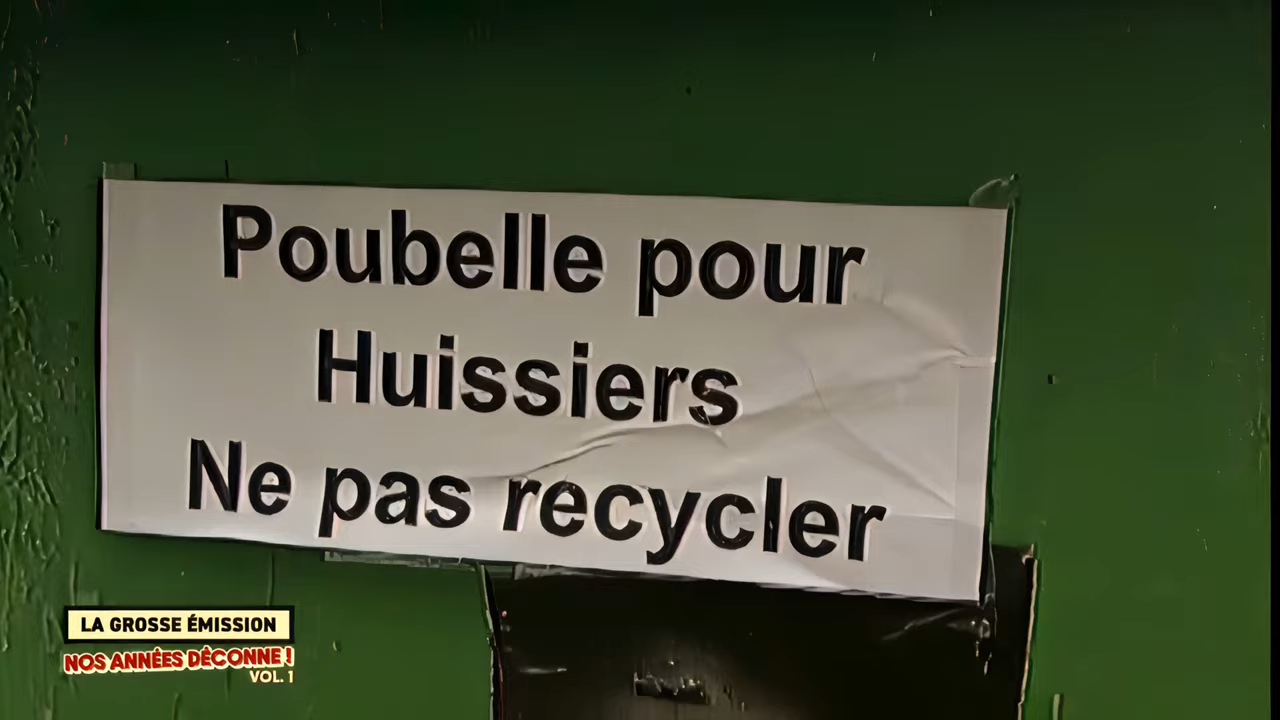 Poubelle pour
Huissiers
Ne pas recycler
LA GROSSE ÉMISSION
NOS ANNÉES DÉCONNE !
VOL. 1